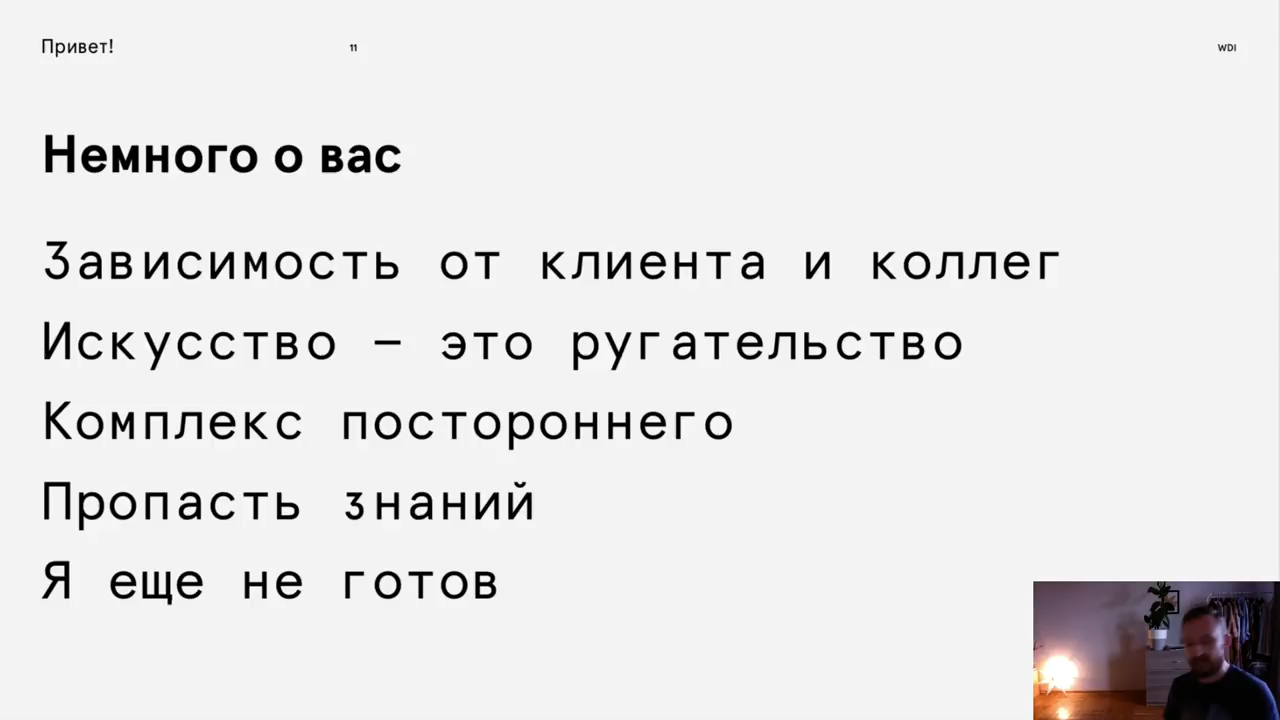 Привет!
11
WDI
Немного о вас
Зависимость от клиента и коллег
Искусство — это ругательство
Комплекс постороннего
Пропасть знаний
Я еще не готов